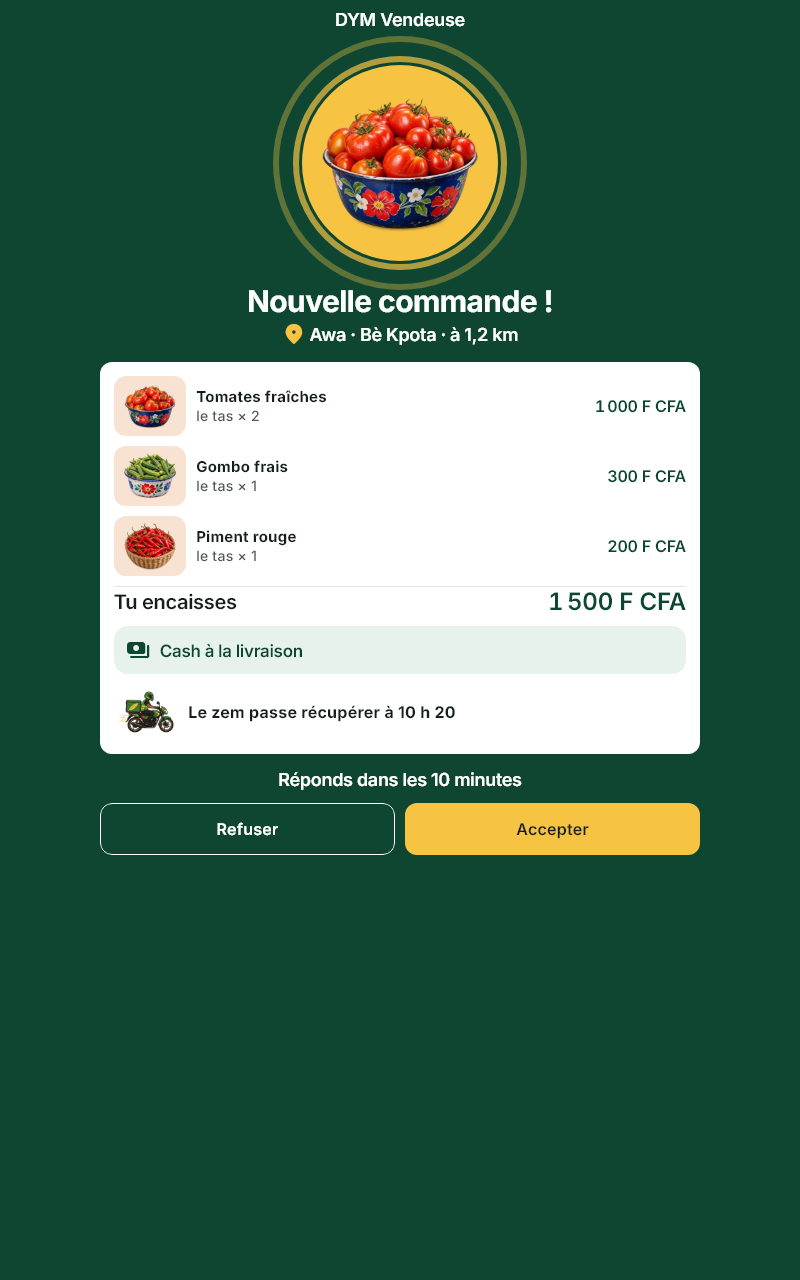 DYM Vendeuse
Nouvelle commande !
Awa · Bè Kpota · à 1,2 km
Tomates fraîches
le tas × 2
1 000 F CFA
Gombo frais
le tas × 1
300 F CFA
Piment rouge
le tas × 1
200 F CFA
Tu encaisses
1 500 F CFA
Cash à la livraison
Le zem passe récupérer à 10 h 20
Réponds dans les 10 minutes
Refuser
Accepter